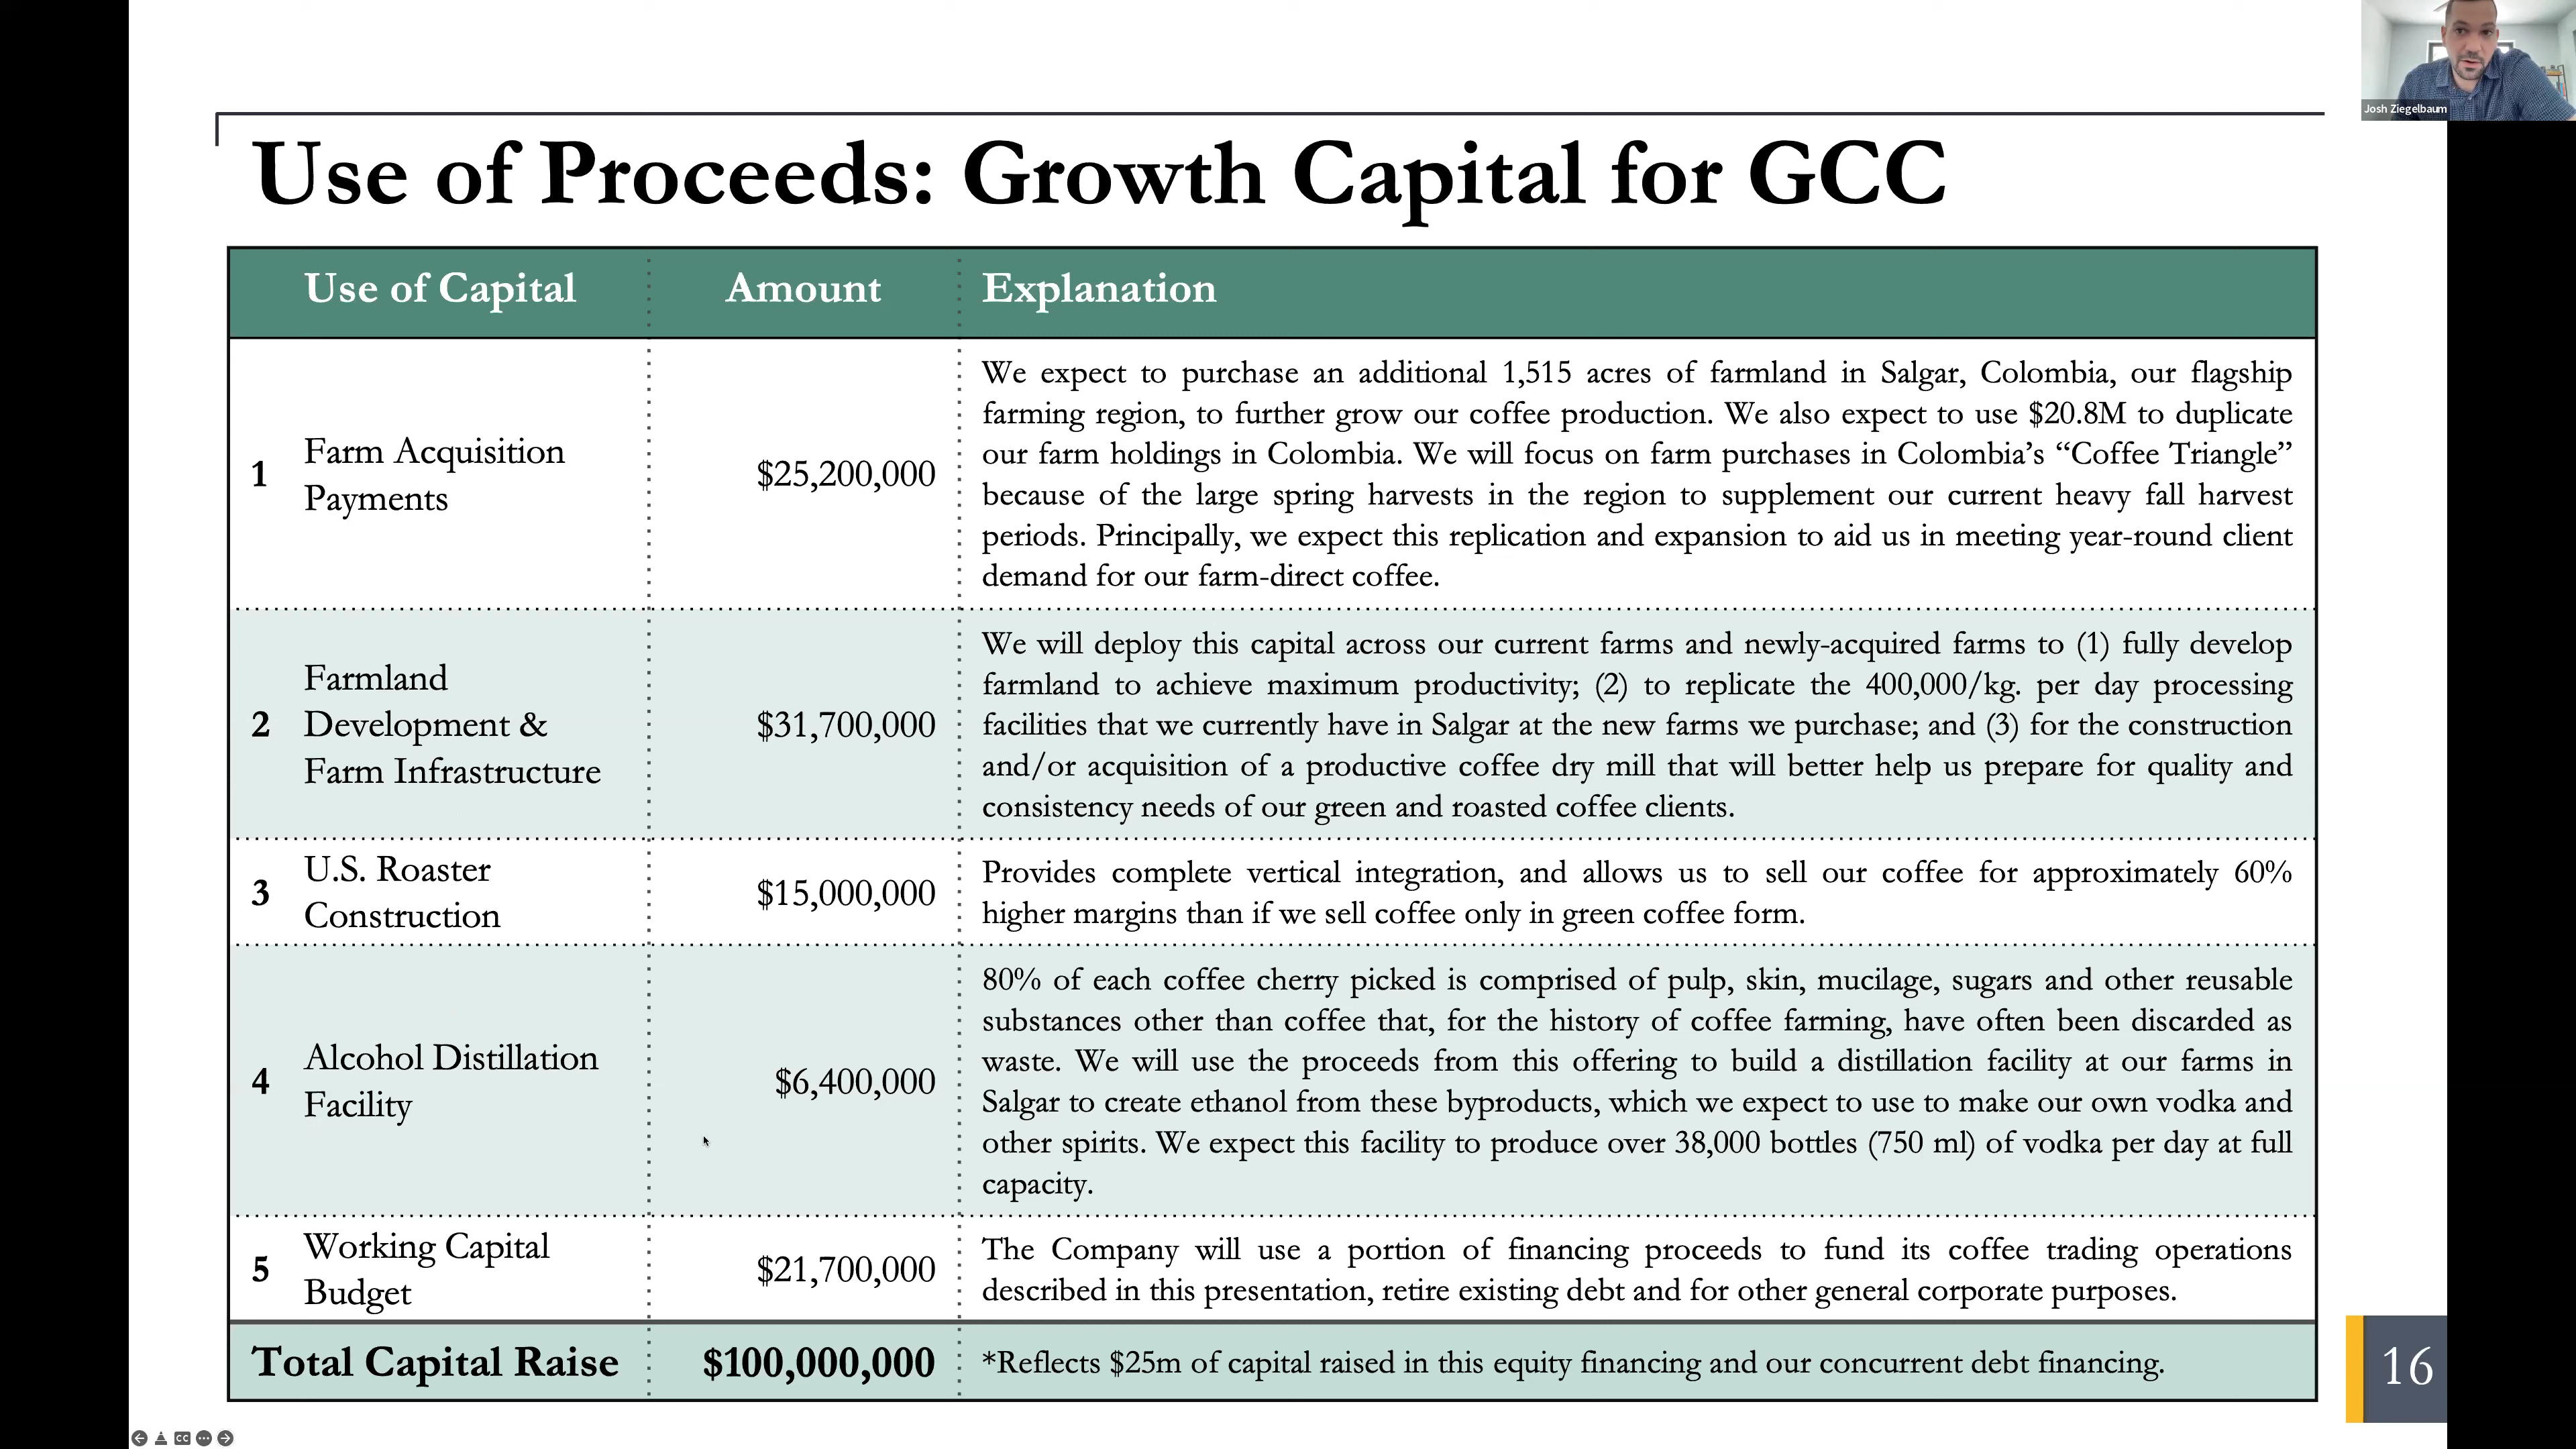 Josh Ziegelbaum
Use of Proceeds: Growth Capital for GCC
Use of Capital
Amount
Explanation
1
Farm Acquisition
Payments
$25,200,000
We expect to purchase an additional 1,515 acres of farmland in Salgar, Colombia, our flagship
farming region, to further grow our coffee production. We also expect to use $20.8M to duplicate
our farm holdings in Colombia. We will focus on farm purchases in Colombia’s “Coffee Triangle”
because of the large spring harvests in the region to supplement our current heavy fall harvest
periods. Principally, we expect this replication and expansion to aid us in meeting year-round client
demand for our farm-direct coffee.
2
Farmland
Development &
Farm Infrastructure
$31,700,000
We will deploy this capital across our current farms and newly-acquired farms to (1) fully develop
farmland to achieve maximum productivity; (2) to replicate the 400,000/kg. per day processing
facilities that we currently have in Salgar at the new farms we purchase; and (3) for the construction
and/or acquisition of a productive coffee dry mill that will better help us prepare for quality and
consistency needs of our green and roasted coffee clients.
3
U.S. Roaster
Construction
$15,000,000
Provides complete vertical integration, and allows us to sell our coffee for approximately 60%
higher margins than if we sell coffee only in green coffee form.
4
Alcohol Distillation
Facility
$6,400,000
80% of each coffee cherry picked is comprised of pulp, skin, mucilage, sugars and other reusable
substances other than coffee that, for the history of coffee farming, have often been discarded as
waste. We will use the proceeds from this offering to build a distillation facility at our farms in
Salgar to create ethanol from these byproducts, which we expect to use to make our own vodka and
other spirits. We expect this facility to produce over 38,000 bottles (750 ml) of vodka per day at full
capacity.
5
Working Capital
Budget
$21,700,000
The Company will use a portion of financing proceeds to fund its coffee trading operations
described in this presentation, retire existing debt and for other general corporate purposes.
Total Capital Raise
$100,000,000
*Reflects $25m of capital raised in this equity financing and our concurrent debt financing.
16
CC